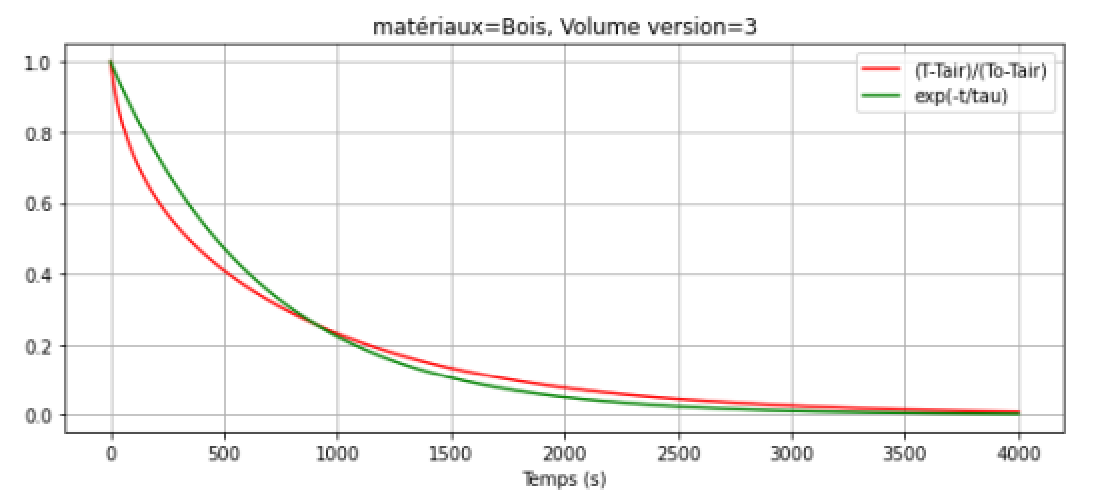 matériaux=Bois, Volume version=3
(T-Tair)/(To-Tair)
exp(-t/tau)
1.0
0.8
0.6
0.4
0.2
0.0
0 500 1000 1500 2000 2500 3000 3500 4000
Temps (s)